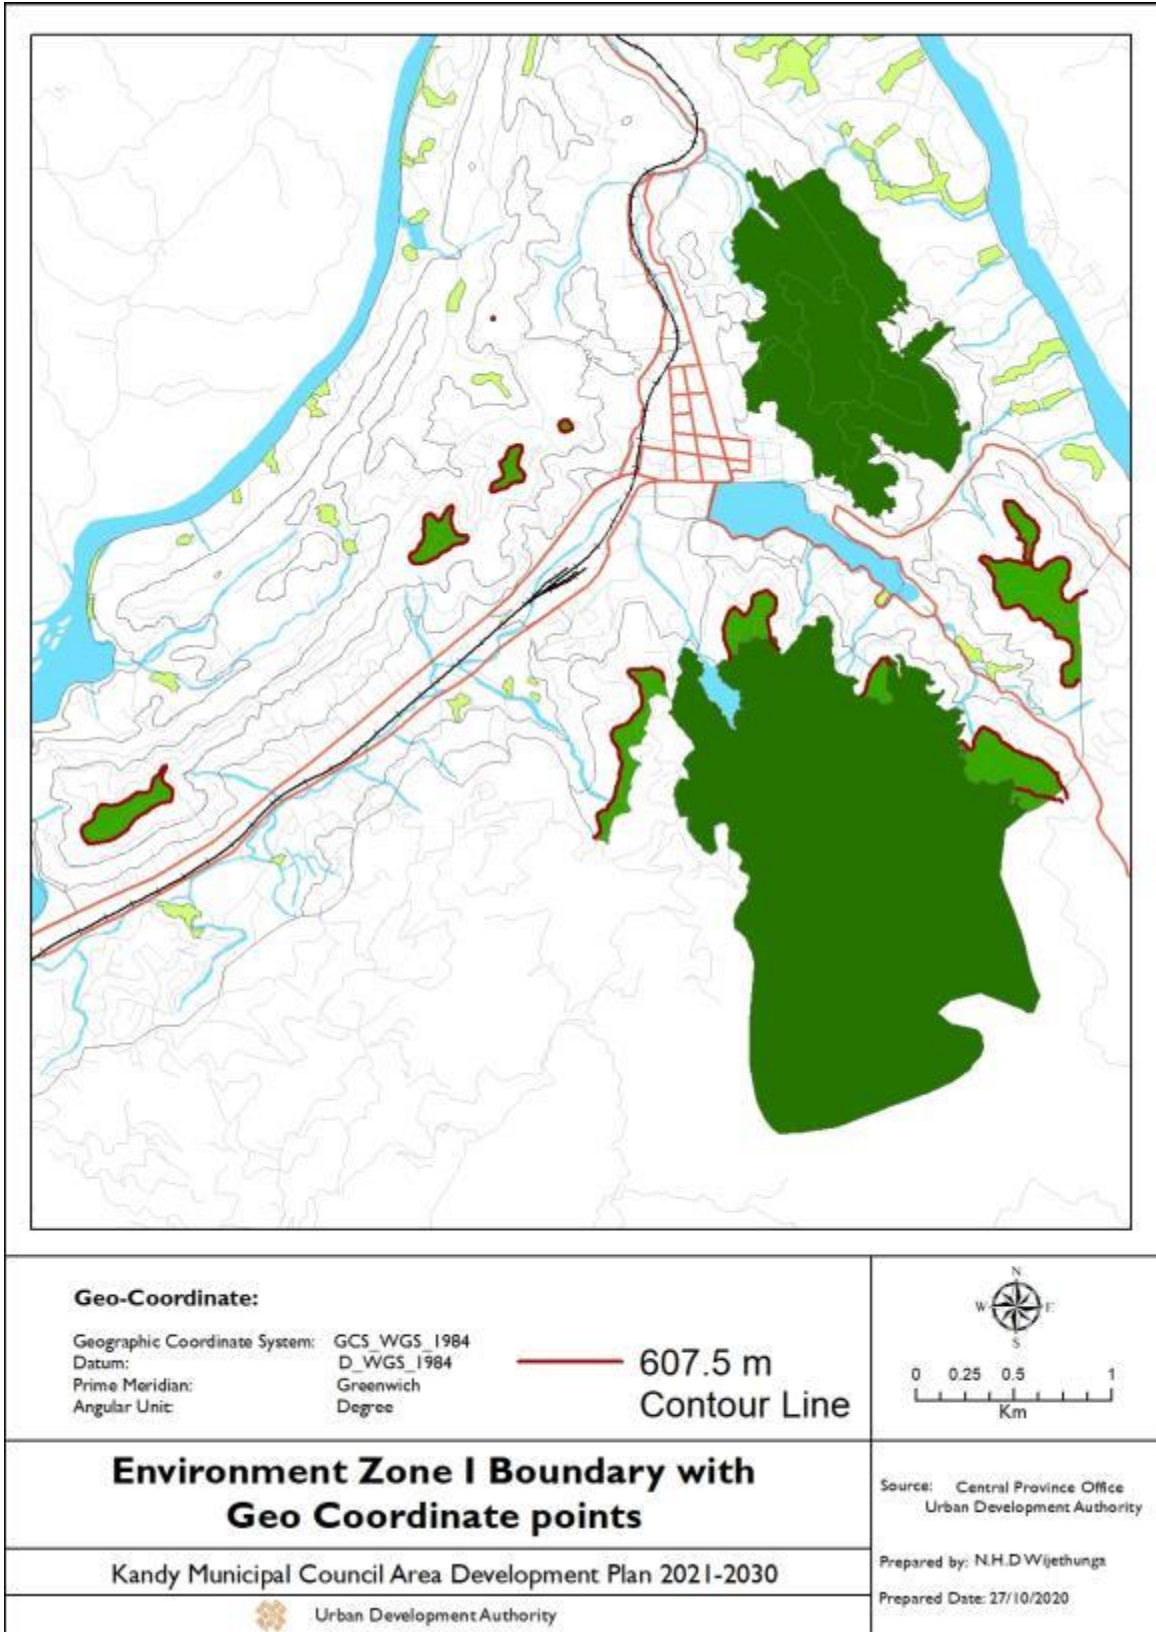 Geo-Coordinate:
Geographic Coordinate System: GCS_WGS_1984
Datum: D_WGS_1984
Prime Meridian: Greenwich
Angular Unit: Degree
607.5 m
Contour Line
N
W E
S
0 0.25 0.5 1
Km
Environment Zone I Boundary with
Geo Coordinate points
Kandy Municipal Council Area Development Plan 2021-2030
Urban Development Authority
Source: Central Province Office
Urban Development Authority
Prepared by: N.H.D Wijethunga
Prepared Date: 27/10/2020